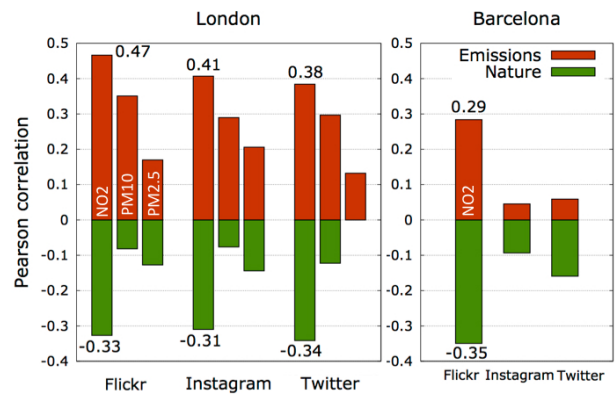 London
Barcelona
Pearson correlation
0.5
0.4
0.3
0.2
0.1
0
-0.1
-0.2
-0.3
-0.4
0.47
0.41
0.38
NO2
PM10
PM2.5
-0.33
-0.31
-0.34
Flickr
Instagram
Twitter
0.5
0.4
0.3
0.2
0.1
0
-0.1
-0.2
-0.3
-0.4
Emissions
Nature
0.29
NO2
-0.35
Flickr
Instagram
Twitter